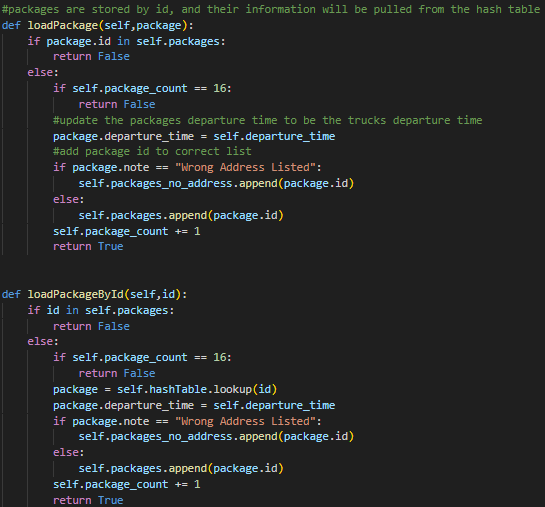 #packages are stored by id, and their information will be pulled from the hash table
def loadPackage(self,package):
    if package.id in self.packages:
        return False
    else:
        if self.package_count == 16:
            return False
        #update the packages departure time to be the trucks departure time
        package.departure_time = self.departure_time
        #add package id to correct list
        if package.note == "Wrong Address Listed":
            self.packages_no_address.append(package.id)
        else:
            self.packages.append(package.id)
        self.package_count += 1
        return True
def loadPackageById(self,id):
    if id in self.packages:
        return False
    else:
        if self.package_count == 16:
            return False
        package = self.hashTable.lookup(id)
        package.departure_time = self.departure_time
        if package.note == "Wrong Address Listed":
            self.packages_no_address.append(package.id)
        else:
            self.packages.append(package.id)
        self.package_count += 1
        return True